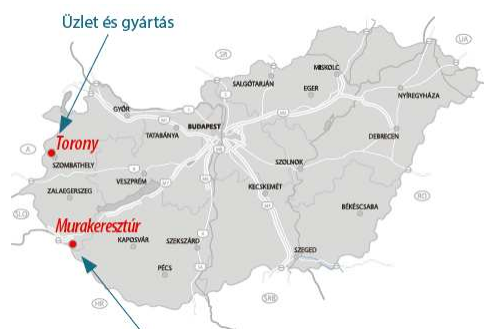 Üzlet és gyártás
UA
SR
MISKOLC
SALGÓTARJÁN
EGER
NYÍREGYHÁZA
GYŐR
BUDAPEST
TATABÁNYA
DEBRECEN
Torony
A
SZOMBATHELY
SZOLNOK
VESZPRÉM
ZALAEGERSZEG
KECSKEMÉT
RO
SLO
Murakeresztúr
BÉKÉSCSABA
KAPOSVÁR
SZEKSZÁRD
SZEGED
PÉCS
HR
SRB